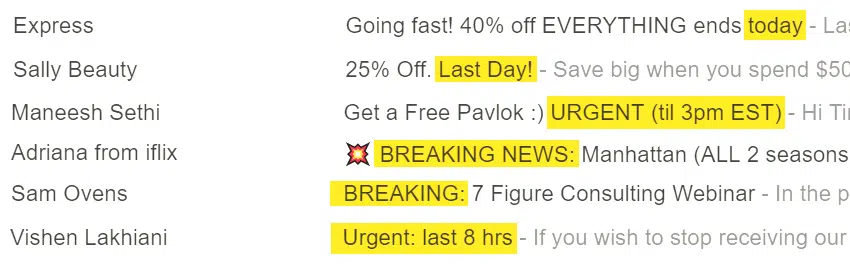 Express Going fast! 40% off EVERYTHING ends today - Las
Sally Beauty 25% Off. Last Day! - Save big when you spend $50
Maneesh Sethi Get a Free Pavlok :) URGENT (til 3pm EST) - Hi Tin
Adriana from iflix 💥 BREAKING NEWS: Manhattan (ALL 2 seasons
Sam Ovens BREAKING: 7 Figure Consulting Webinar - In the p
Vishen Lakhiani Urgent: last 8 hrs - If you wish to stop receiving our